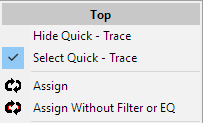 Top
Hide Quick - Trace
Select Quick - Trace
Assign
Assign Without Filter or EQ